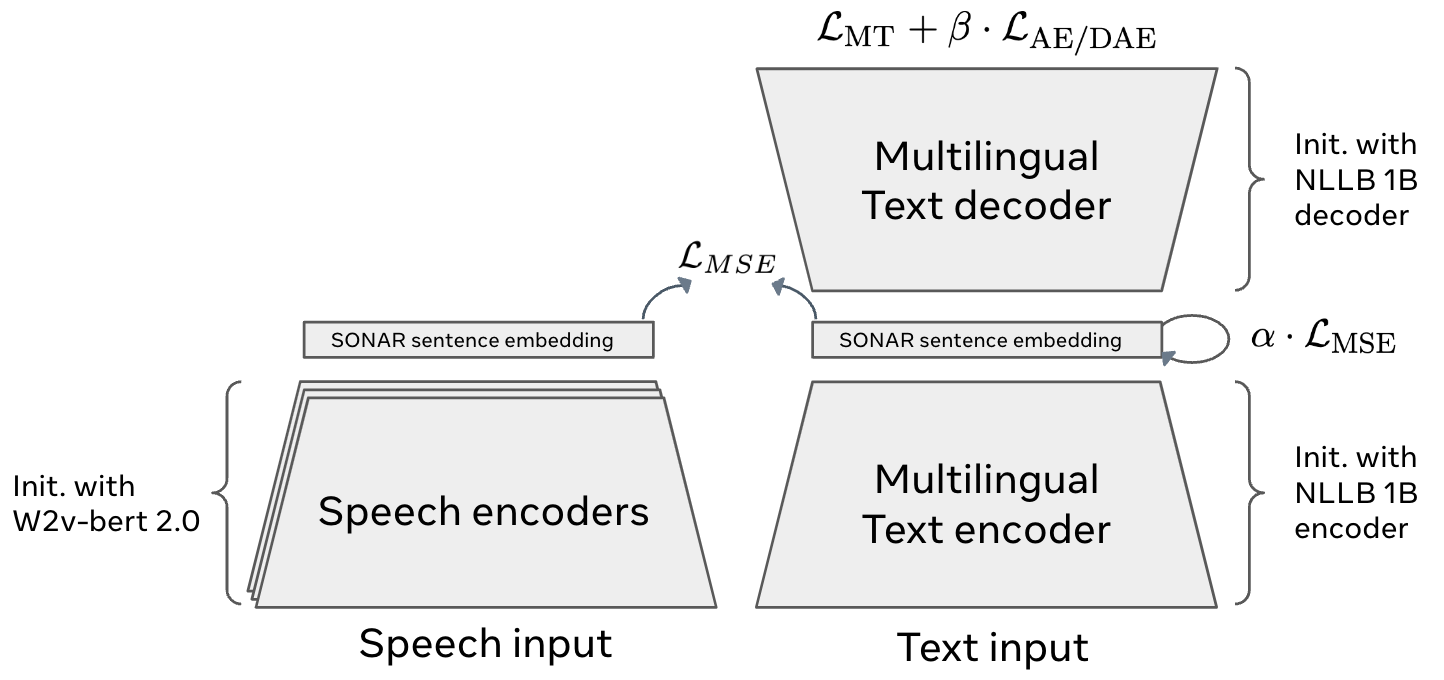 ℒ_MT + β · ℒ_AE/DAE
Multilingual
Text decoder
Init. with
NLLB 1B
decoder
ℒ_MSE
SONAR sentence embedding
SONAR sentence embedding
α · ℒ_MSE
Init. with
W2v-bert 2.0
Speech encoders
Multilingual
Text encoder
Init. with
NLLB 1B
encoder
Speech input
Text input